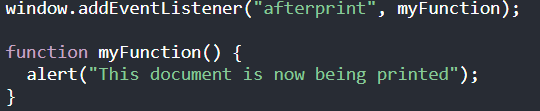 window.addEventListener("afterprint", myFunction);
function myFunction() {
alert("This document is now being printed");
}